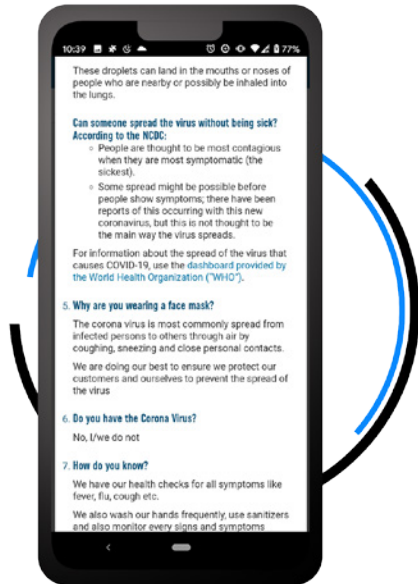 10:39 77%
These droplets can land in the mouths or noses of
people who are nearby or possibly be inhaled into
the lungs.
Can someone spread the virus without being sick?
According to the NCDC:
○ People are thought to be most contagious
when they are most symptomatic (the
sickest).
○ Some spread might be possible before
people show symptoms; there have been
reports of this occurring with this new
coronavirus, but this is not thought to be
the main way the virus spreads.
For information about the spread of the virus that
causes COVID-19, use the dashboard provided by
the World Health Organization ("WHO").
5. Why are you wearing a face mask?
The corona virus is most commonly spread from
infected persons to others through air by
coughing, sneezing and close personal contacts.
We are doing our best to ensure we protect our
customers and ourselves to prevent the spread of
the virus
6. Do you have the Corona Virus?
No, I/we do not
7. How do you know?
We have our health checks for all symptoms like
fever, flu, cough etc.
We also wash our hands frequently, use sanitizers
and also monitor every signs and symptoms